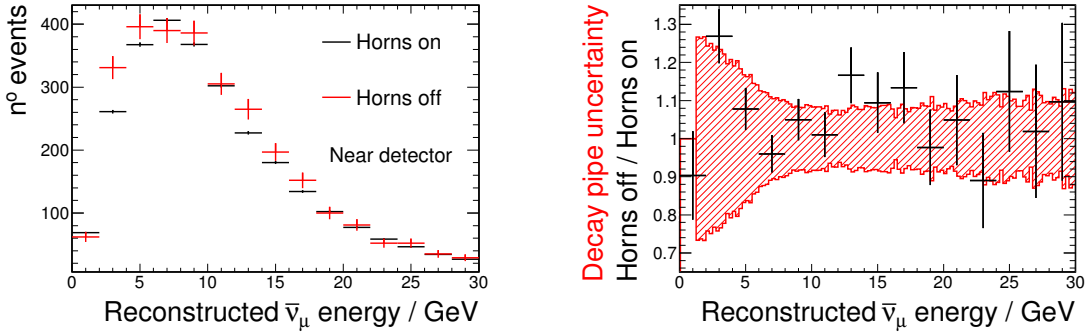 nº events
400
300
200
100
Horns on
Horns off
Near detector
0 5 10 15 20 25 30
Reconstructed ν̅μ energy / GeV
Decay pipe uncertainty
Horns off / Horns on
1.3
1.2
1.1
1
0.9
0.8
0.7
0 5 10 15 20 25 30
Reconstructed ν̅μ energy / GeV